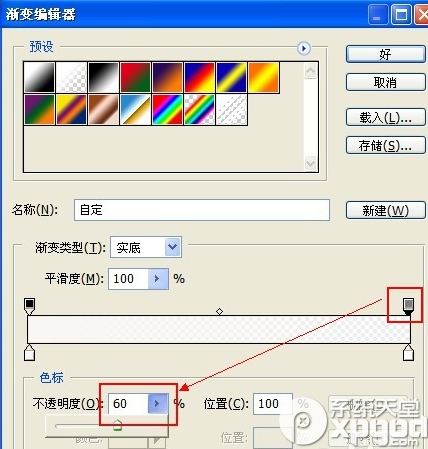 渐变编辑器
预设
好
取消
载入(L)...
存储(S)...
名称(N): 自定
新建(W)
渐变类型(T): 实底
平滑度(M): 100 %
色标
不透明度(O): 60 % 位置(C): 100 %
颜色: 位置:
系统天堂